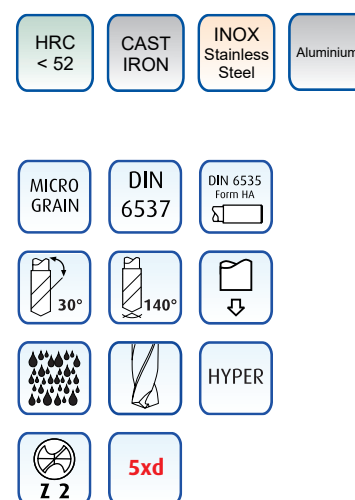 HRC
< 52
CAST
IRON
INOX
Stainless
Steel
Aluminium
MICRO
GRAIN
DIN
6537
DIN 6535
Form HA
30°
140°
HYPER
Z 2
5xd